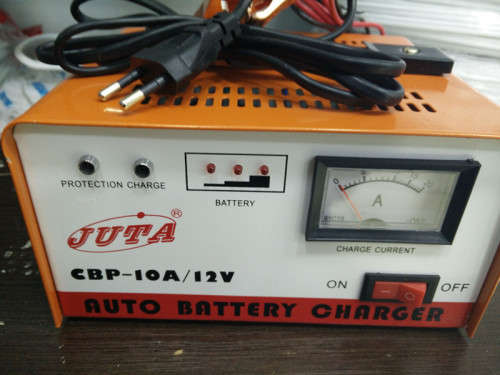 PROTECTION CHARGE
BATTERY
A
CHARGE CURRENT
JUTA®
CBP-10A/12V
ON
OFF
AUTO BATTERY CHARGER